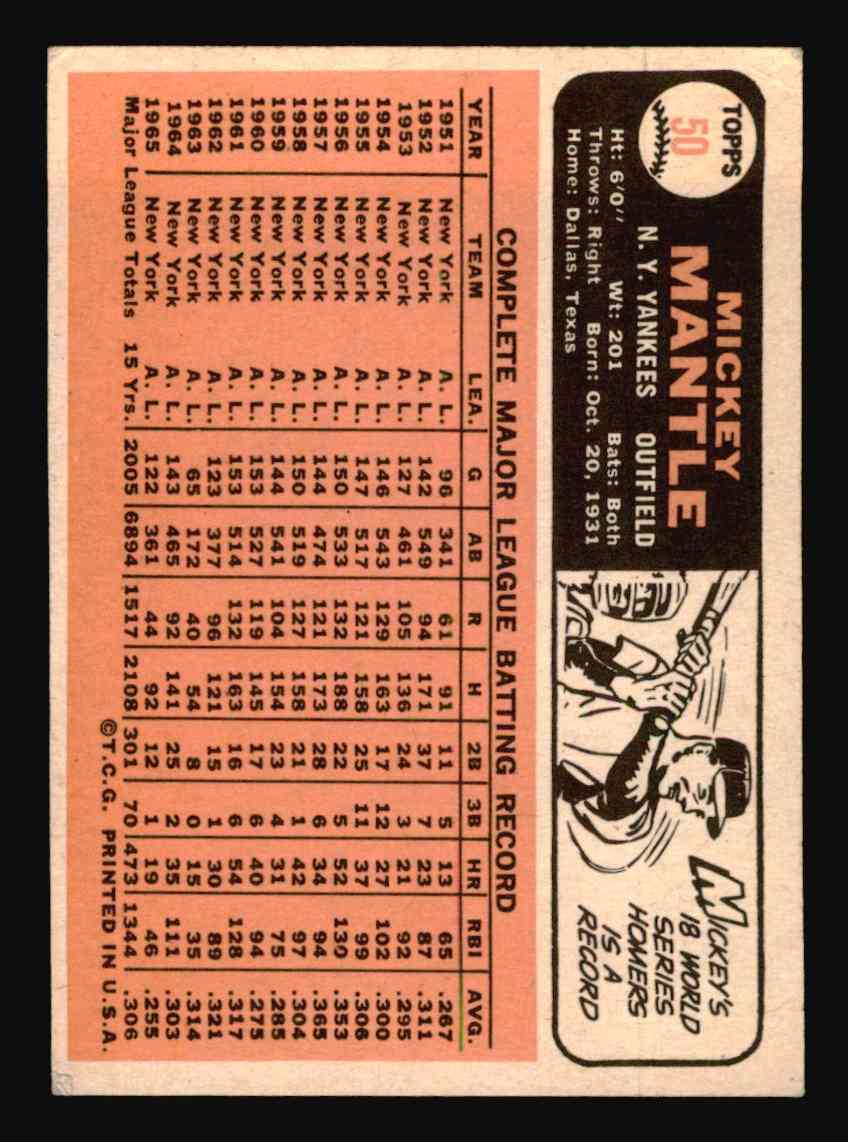 TOPPS
50
MICKEY
MANTLE
N. Y. YANKEES OUTFIELD
Ht: 6'0'' Wt: 201 Bats: Both
Throws: Right Born: Oct. 20, 1931
Home: Dallas, Texas
MICKEY'S
18 WORLD
SERIES
HOMERS
IS A
RECORD
COMPLETE MAJOR LEAGUE BATTING RECORD
YEAR TEAM LEA. G AB R H 2B 3B HR RBI AVG.
1951 New York A. L. 96 341 61 91 11 5 13 65 .267
1952 New York A. L. 142 549 94 171 37 7 23 87 .311
1953 New York A. L. 127 461 105 136 24 3 21 92 .295
1954 New York A. L. 146 543 129 163 17 12 27 102 .300
1955 New York A. L. 147 517 121 158 25 11 37 99 .306
1956 New York A. L. 150 533 132 188 22 5 52 130 .353
1957 New York A. L. 144 474 121 173 28 6 34 94 .365
1958 New York A. L. 150 519 127 158 21 1 42 97 .304
1959 New York A. L. 144 541 104 154 23 4 31 75 .285
1960 New York A. L. 153 527 119 145 17 6 40 94 .275
1961 New York A. L. 153 514 132 163 16 6 54 128 .317
1962 New York A. L. 123 377 96 121 15 1 30 89 .321
1963 New York A. L. 65 172 40 54 8 0 15 35 .314
1964 New York A. L. 143 465 92 141 25 2 35 111 .303
1965 New York A. L. 122 361 44 92 12 1 19 46 .255
Major League Totals 15 Yrs. 2005 6894 1517 2108 301 70 473 1344 .306
©T.C.G. PRINTED IN U.S.A.